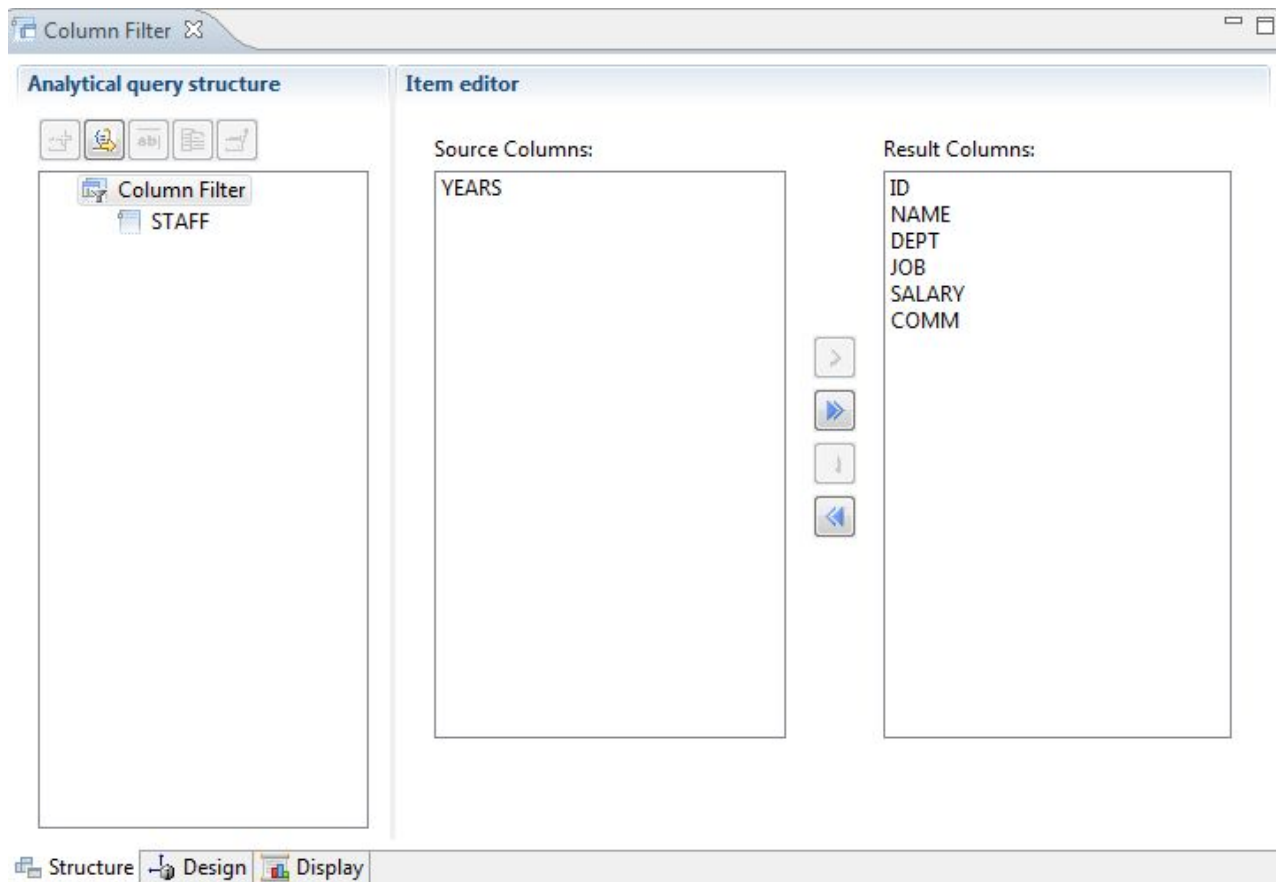 Column Filter
Analytical query structure
Item editor
ab|
Column Filter
STAFF
Source Columns:
YEARS
Result Columns:
ID
NAME
DEPT
JOB
SALARY
COMM
Structure Design Display